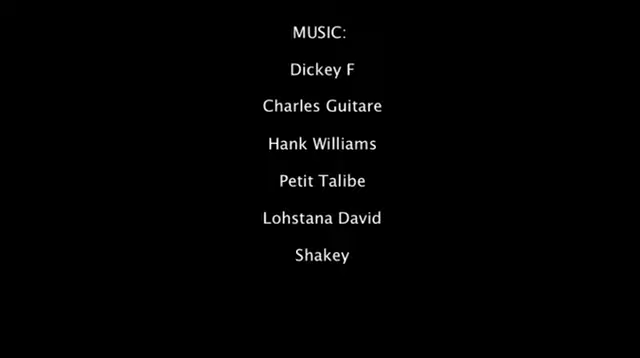 MUSIC:
Dickey F
Charles Guitare
Hank Williams
Petit Talibe
Lohstana David
Shakey